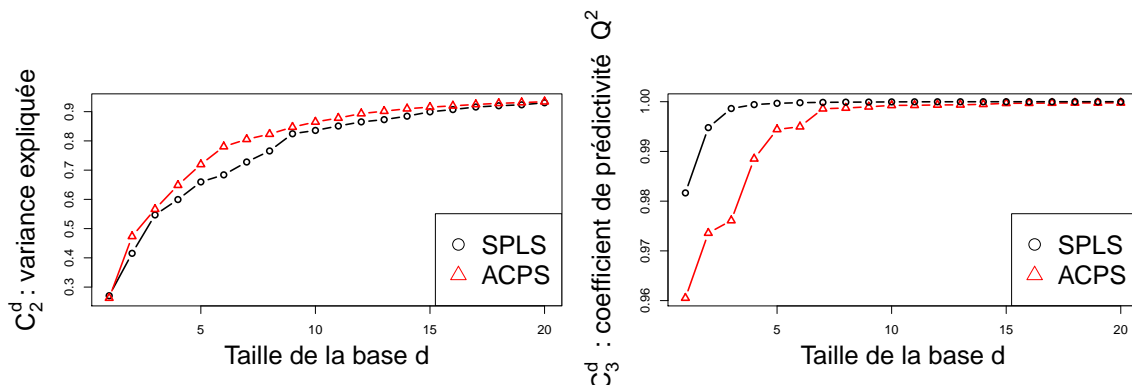 C₂ᵈ : variance expliquée
0.3 0.4 0.5 0.6 0.7 0.8 0.9
SPLS
ACPS
5 10 15 20
Taille de la base d
C₃ᵈ : coefficient de prédictivité Q²
0.96 0.97 0.98 0.99 1.00
SPLS
ACPS
5 10 15 20
Taille de la base d